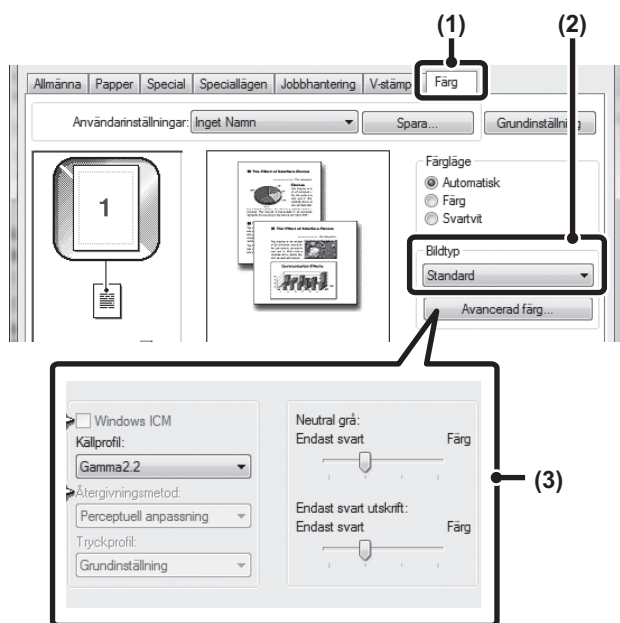 (1)
(2)
Allmänna Papper Special Speciallägen Jobbhantering V-stämp Färg
Användarinställningar: Inget Namn Spara... Grundinställning
Färgläge
Automatisk
Färg
Svartvit
1
Bildtyp
Standard
Avancerad färg...
Windows ICM
Källprofil:
Gamma2.2
Återgivningsmetod:
Perceptuell anpassning
Tryckprofil:
Grundinställning
Neutral grå:
Endast svart Färg
Endast svart utskrift:
Endast svart Färg
(3)